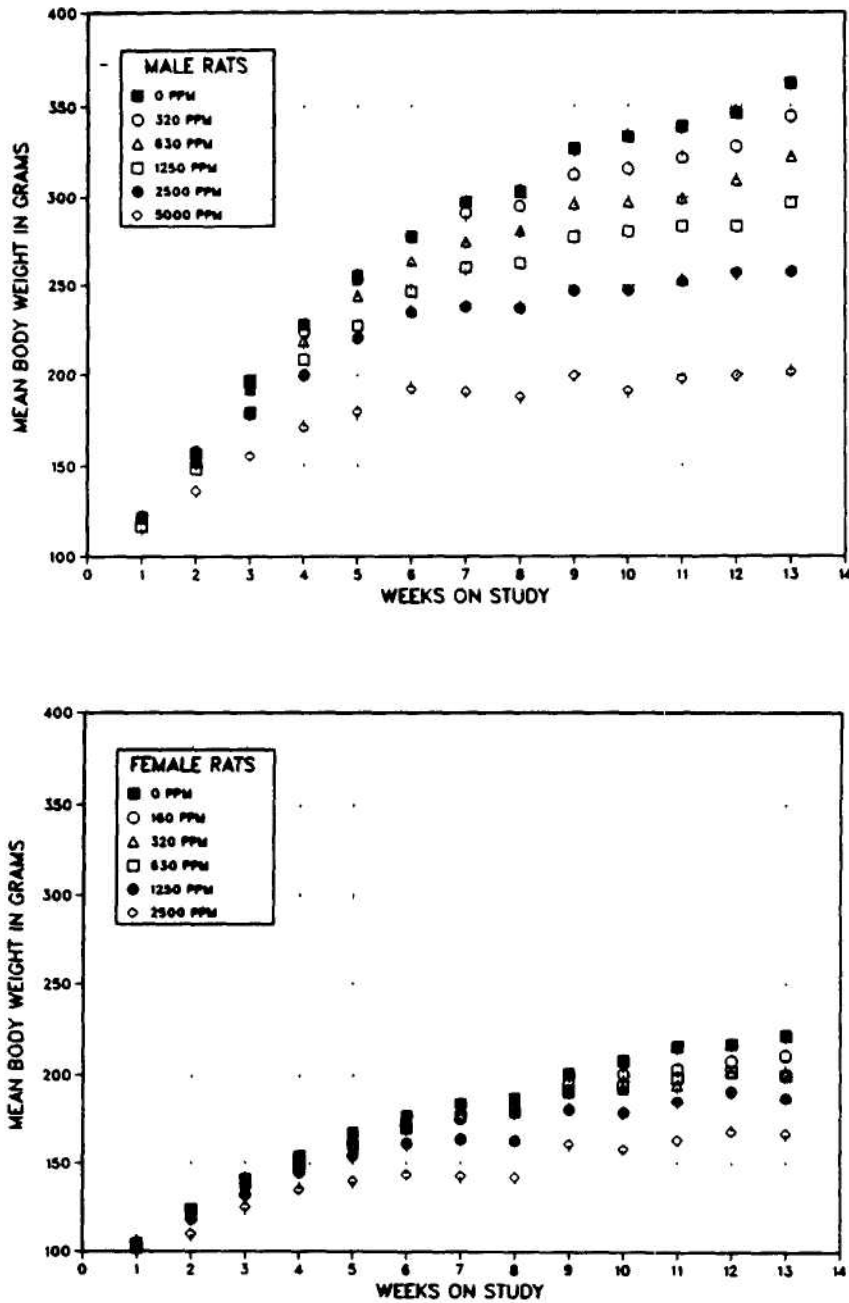 MALE RATS
0 PPM
320 PPM
630 PPM
1250 PPM
2500 PPM
5000 PPM
MEAN BODY WEIGHT IN GRAMS
400
350
300
250
200
150
100
0 1 2 3 4 5 6 7 8 9 10 11 12 13 14
WEEKS ON STUDY
FEMALE RATS
0 PPM
160 PPM
320 PPM
630 PPM
1250 PPM
2500 PPM
MEAN BODY WEIGHT IN GRAMS
400
350
300
250
200
150
100
0 1 2 3 4 5 6 7 8 9 10 11 12 13 14
WEEKS ON STUDY